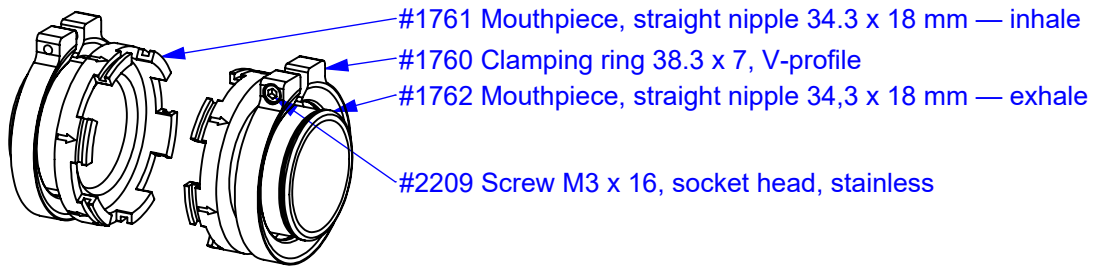 #1761 Mouthpiece, straight nipple 34.3 x 18 mm — inhale
#1760 Clamping ring 38.3 x 7, V-profile
#1762 Mouthpiece, straight nipple 34,3 x 18 mm — exhale
#2209 Screw M3 x 16, socket head, stainless